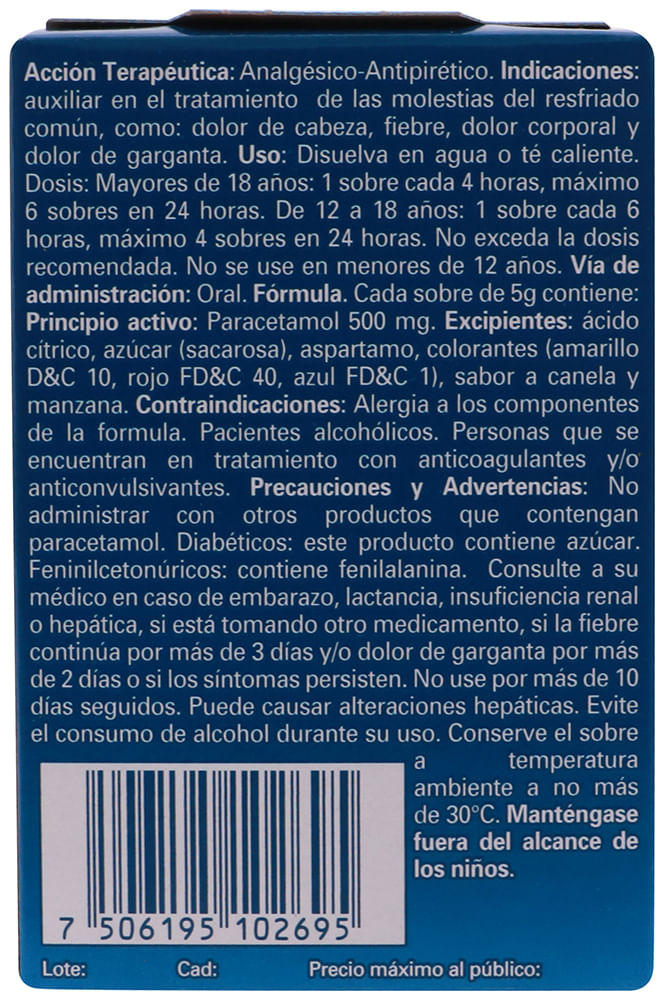 Acción Terapéutica: Analgésico-Antipirético. Indicaciones:
auxiliar en el tratamiento de las molestias del resfriado
común, como: dolor de cabeza, fiebre, dolor corporal y
dolor de garganta. Uso: Disuelva en agua o té caliente.
Dosis: Mayores de 18 años: 1 sobre cada 4 horas, máximo
6 sobres en 24 horas. De 12 a 18 años: 1 sobre cada 6
horas, máximo 4 sobres en 24 horas. No exceda la dosis
recomendada. No se use en menores de 12 años. Vía de
administración: Oral. Fórmula. Cada sobre de 5g contiene:
Principio activo: Paracetamol 500 mg. Excipientes: ácido
cítrico, azúcar (sacarosa), aspartamo, colorantes (amarillo
D&C 10, rojo FD&C 40, azul FD&C 1), sabor a canela y
manzana. Contraindicaciones: Alergia a los componentes
de la formula. Pacientes alcohólicos. Personas que se
encuentran en tratamiento con anticoagulantes y/o
anticonvulsivantes. Precauciones y Advertencias: No
administrar con otros productos que contengan
paracetamol. Diabéticos: este producto contiene azúcar.
Feninilcetonúricos: contiene fenilalanina. Consulte a su
médico en caso de embarazo, lactancia, insuficiencia renal
o hepática, si está tomando otro medicamento, si la fiebre
continúa por más de 3 días y/o dolor de garganta por más
de 2 días o si los síntomas persisten. No use por más de 10
días seguidos. Puede causar alteraciones hepáticas. Evite
el consumo de alcohol durante su uso. Conserve el sobre
a temperatura
ambiente a no más
de 30°C. Manténgase
fuera del alcance de
los niños.
7 506195 102695
Lote: Cad: Precio máximo al público: